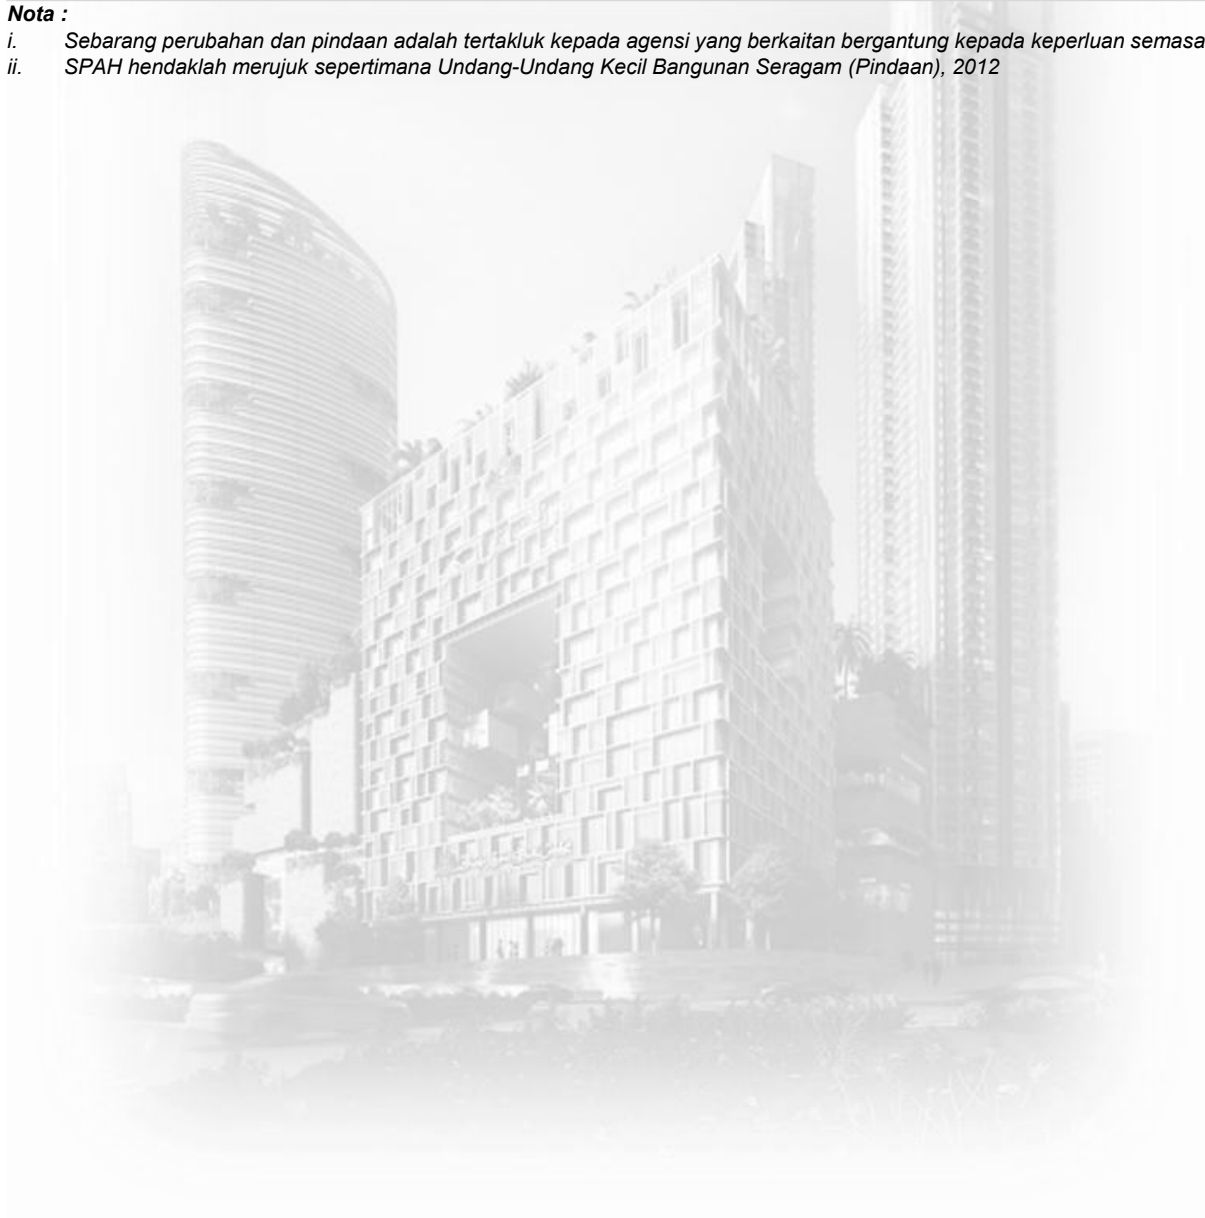 Nota :
i. Sebarang perubahan dan pindaan adalah tertakluk kepada agensi yang berkaitan bergantung kepada keperluan semasa
ii. SPAH hendaklah merujuk sepertimana Undang-Undang Kecil Bangunan Seragam (Pindaan), 2012